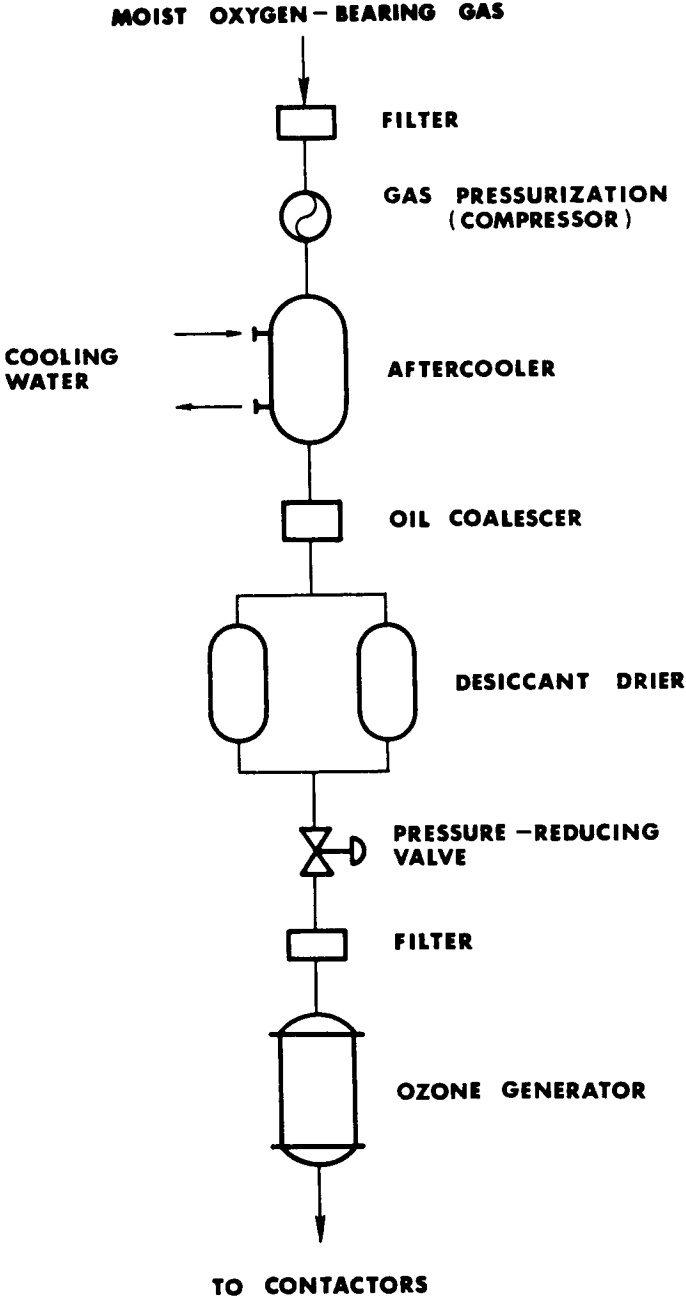 MOIST OXYGEN-BEARING GAS
FILTER
GAS PRESSURIZATION
(COMPRESSOR)
COOLING
WATER
AFTERCOOLER
OIL COALESCER
DESICCANT DRIER
PRESSURE-REDUCING
VALVE
FILTER
OZONE GENERATOR
TO CONTACTORS